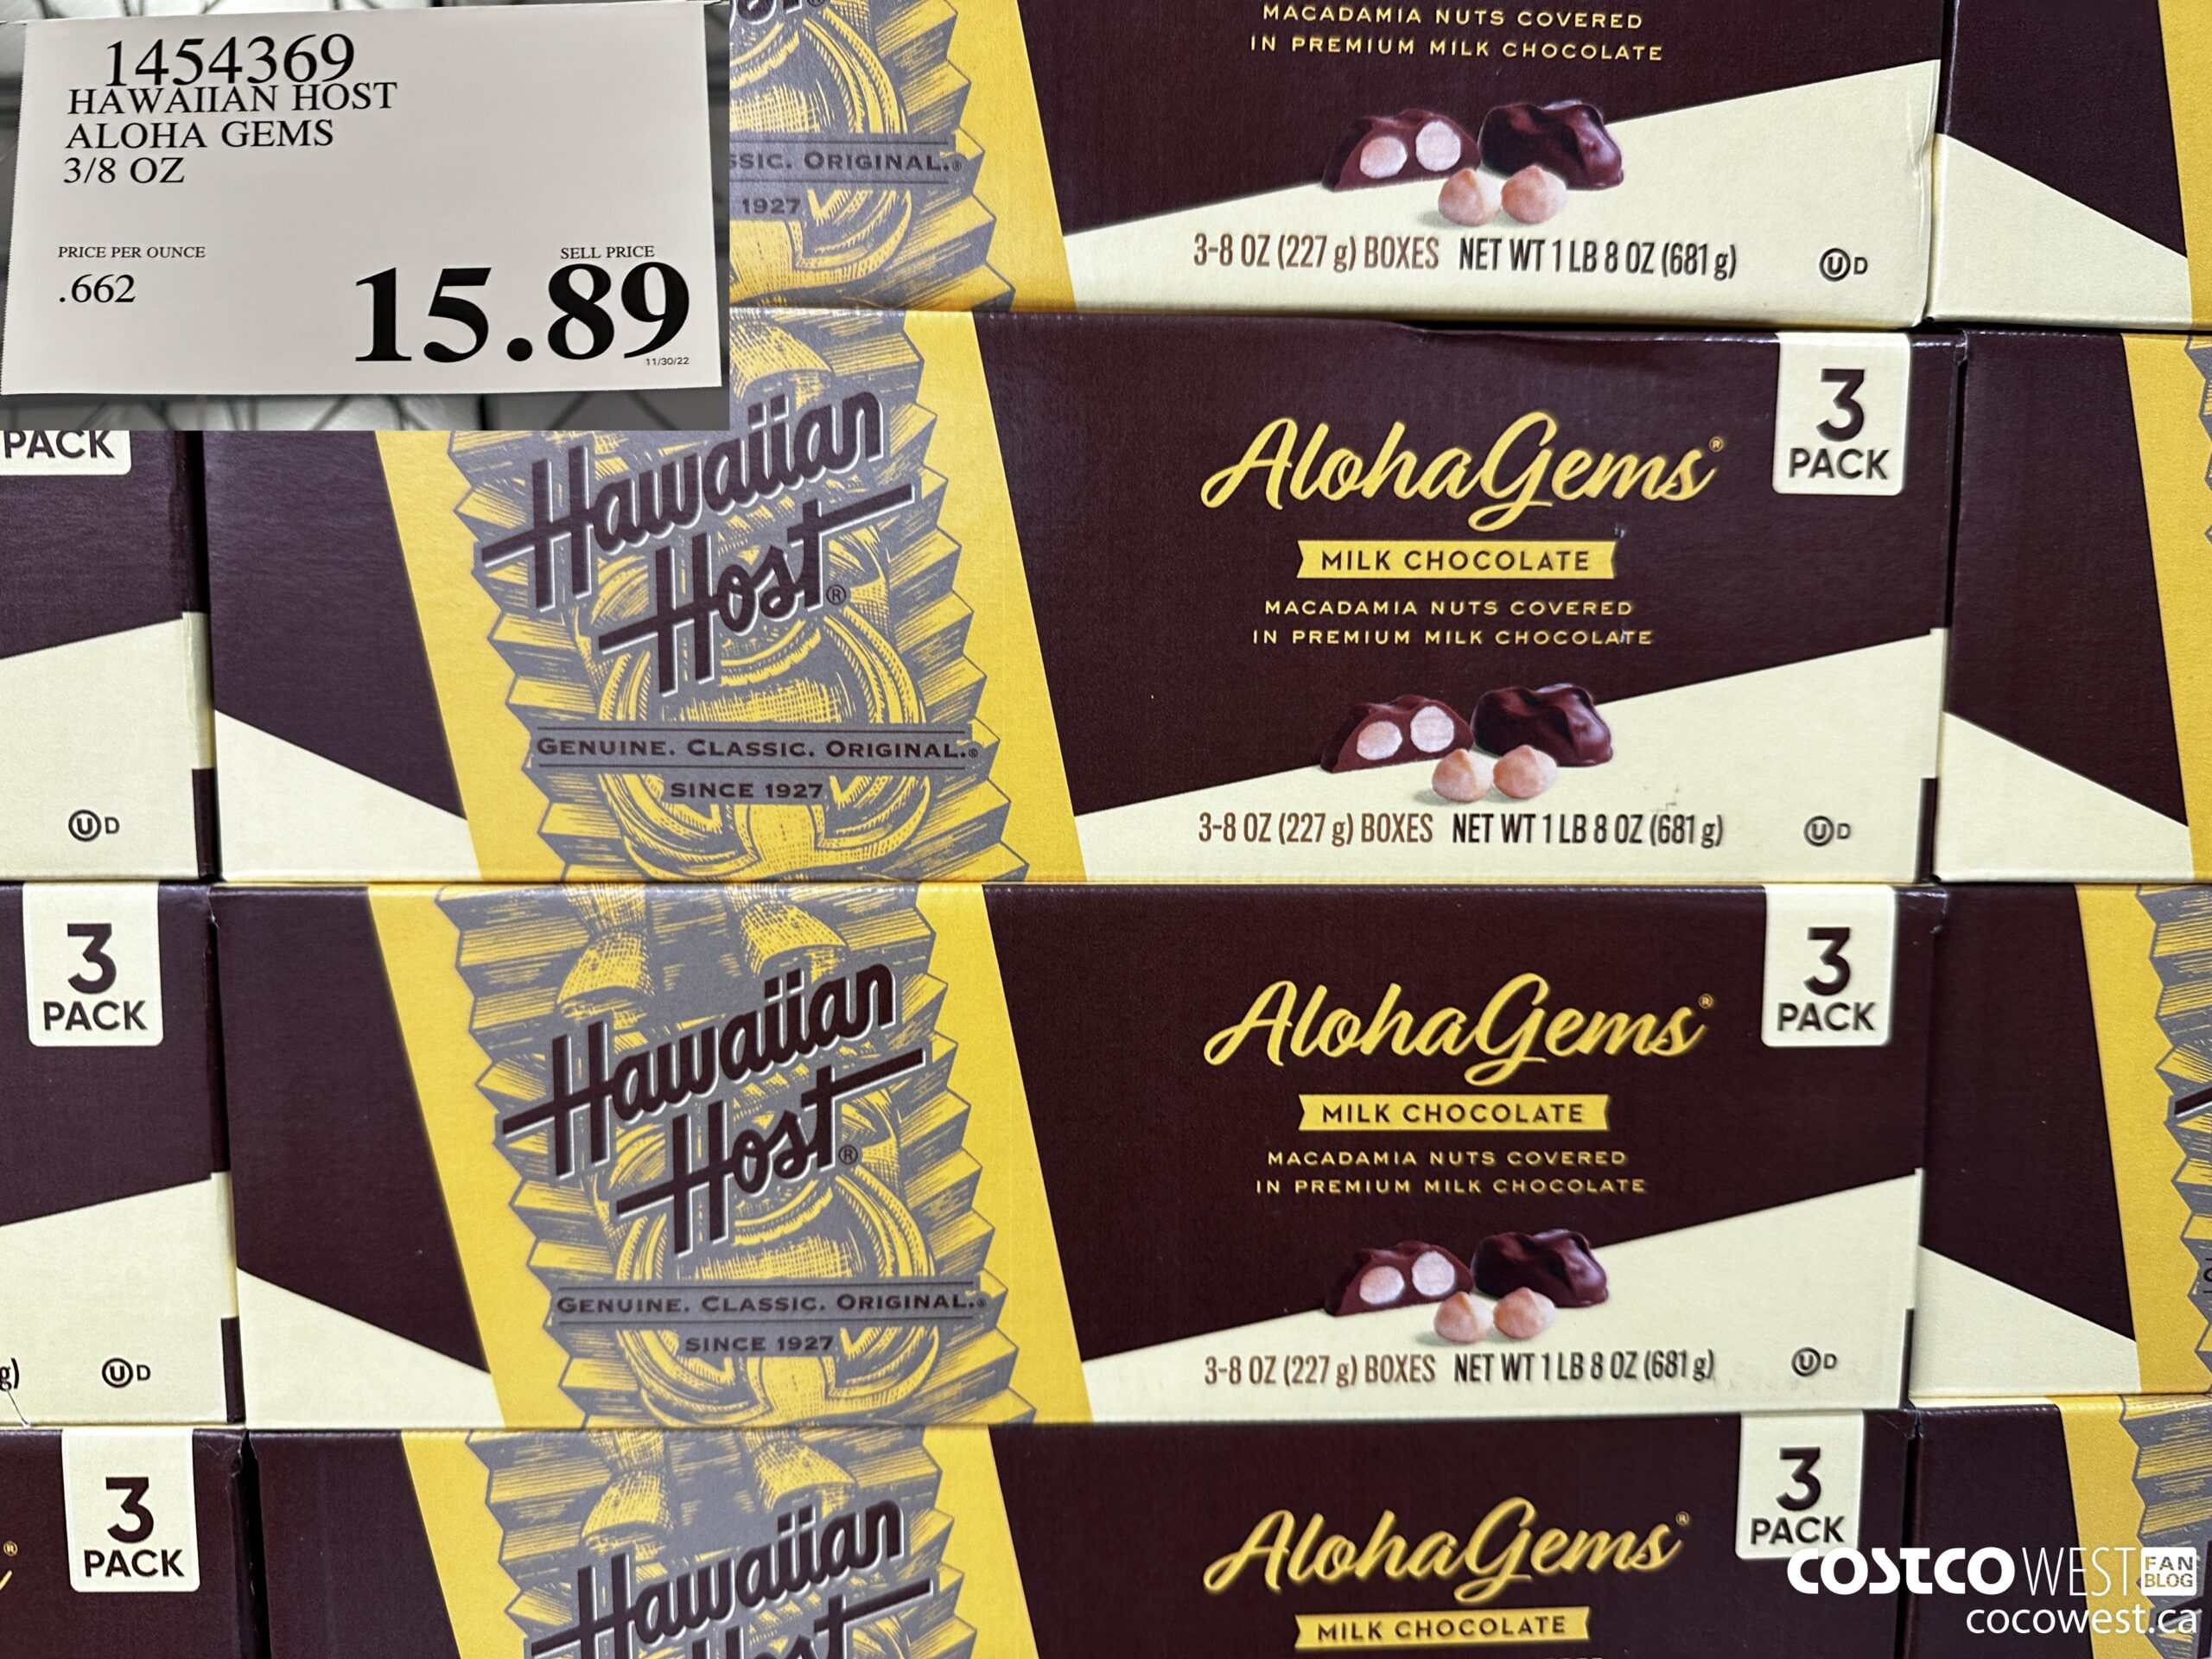 1454369
HAWAIIAN HOST
ALOHA GEMS
3/8 OZ
PRICE PER OUNCE
.662
SELL PRICE
15.89
11/30/22
SSIC. ORIGINAL.®
1927
MACADAMIA NUTS COVERED
IN PREMIUM MILK CHOCOLATE
3-8 OZ (227 g) BOXES NET WT 1 LB 8 OZ (681 g)
UD
PACK
UD
Hawaiian
Host®
GENUINE. CLASSIC. ORIGINAL.®
SINCE 1927
AlohaGems®
MILK CHOCOLATE
MACADAMIA NUTS COVERED
IN PREMIUM MILK CHOCOLATE
3-8 OZ (227 g) BOXES NET WT 1 LB 8 OZ (681 g)
UD
3
PACK
3
PACK
g)
UD
Hawaiian
Host®
GENUINE. CLASSIC. ORIGINAL.®
SINCE 1927
AlohaGems®
MILK CHOCOLATE
MACADAMIA NUTS COVERED
IN PREMIUM MILK CHOCOLATE
3-8 OZ (227 g) BOXES NET WT 1 LB 8 OZ (681 g)
UD
3
PACK
®
3
PACK
Hawaiian
Host
AlohaGems®
MILK CHOCOLATE
3
PACK
COSTCO WEST FAN BLOG
cocowest.ca